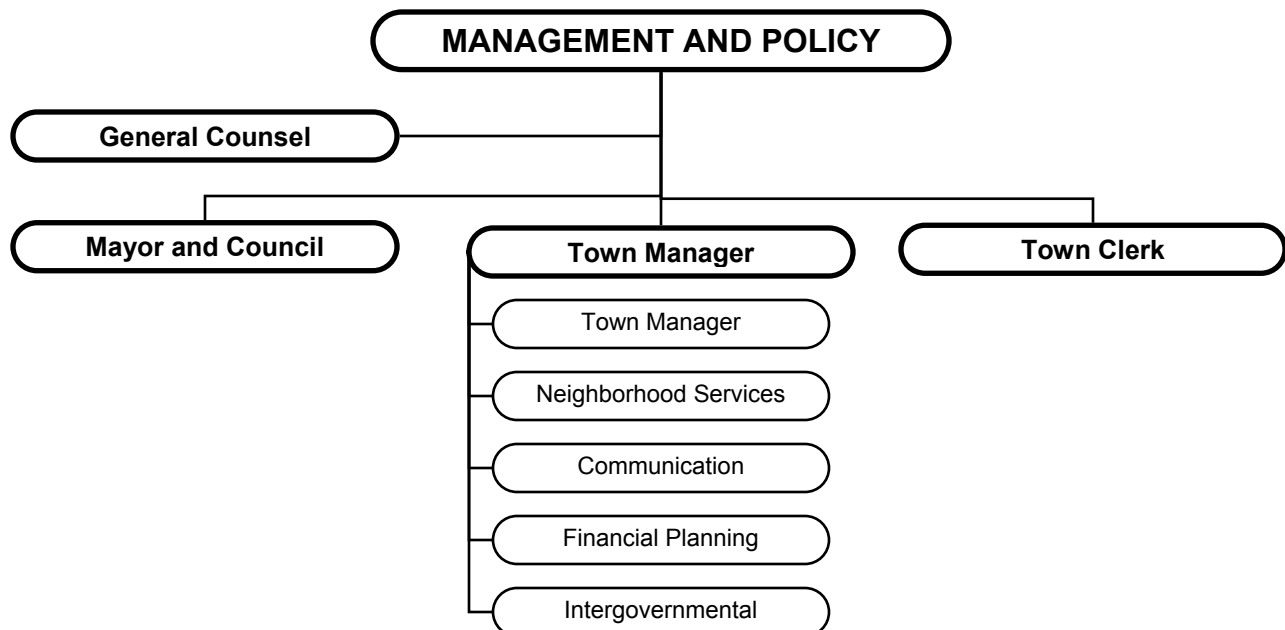 MANAGEMENT AND POLICY
General Counsel
Mayor and Council
Town Manager
Town Clerk
Town Manager
Neighborhood Services
Communication
Financial Planning
Intergovernmental